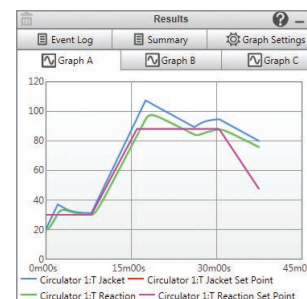 Results
?
Event Log Summary Graph Settings
Graph A Graph B Graph C
120
100
80
60
40
20
0
0m00s 15m00s 30m00s 45m0
Circulator 1:T Jacket Circulator 1:T Jacket Set Point
Circulator 1:T Reaction Circulator 1:T Reaction Set Point